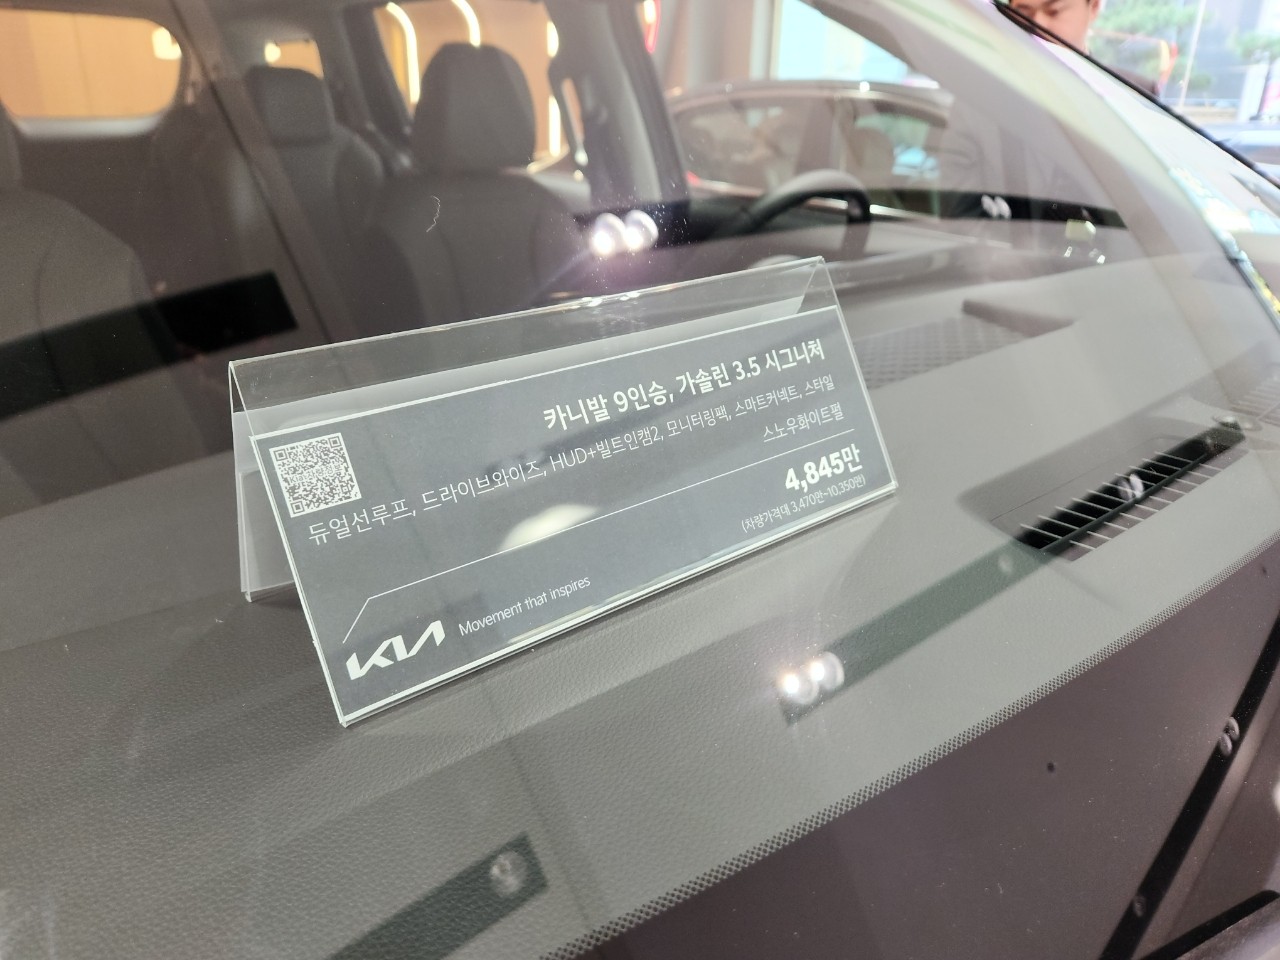 카니발 9인승, 가솔린 3.5 시그니처
듀얼선루프, 드라이브와이즈, HUD+빌트인캠2, 모니터링팩, 스마트커넥트, 스타일
스노우화이트펄
4,845만
(차량가격대 3,470만~10,350만)
KIA Movement that inspires